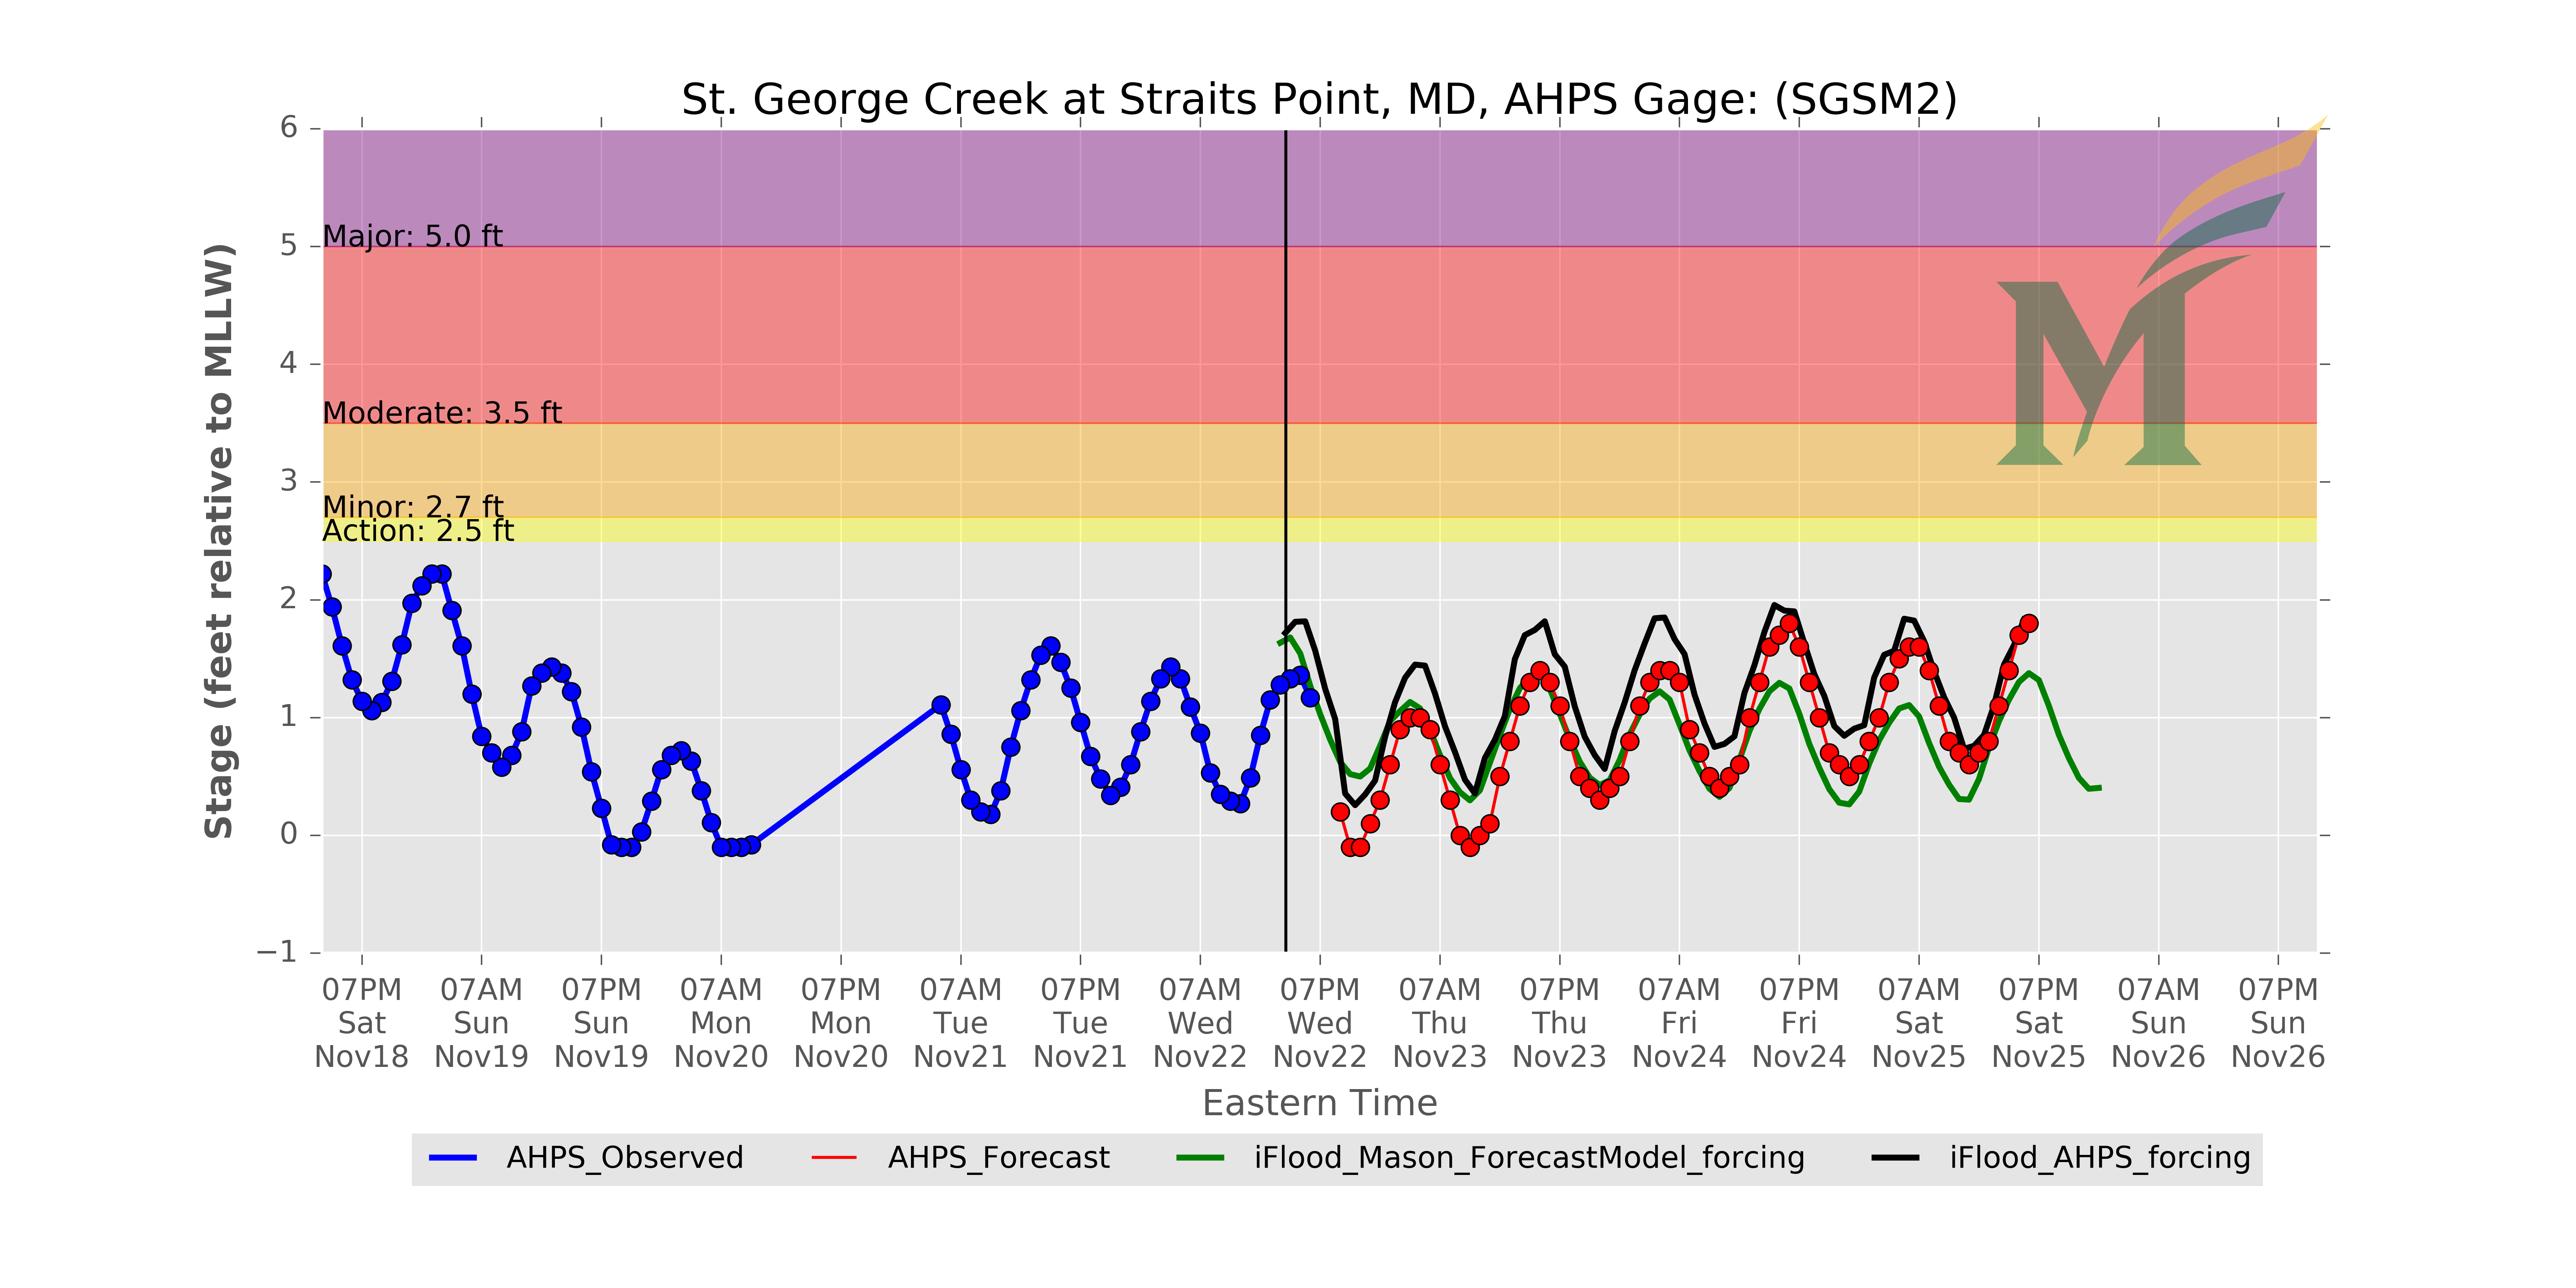 St. George Creek at Straits Point, MD, AHPS Gage: (SGSM2)
Stage (feet relative to MLLW)
6
5
4
3
2
1
0
−1
Major: 5.0 ft
Moderate: 3.5 ft
Minor: 2.7 ft
Action: 2.5 ft
M
07PM 07AM 07PM 07AM 07PM 07AM 07PM 07AM 07PM 07AM 07PM 07AM 07PM 07AM 07PM 07AM 07PM
Sat Sun Sun Mon Mon Tue Tue Wed Wed Thu Thu Fri Fri Sat Sat Sun Sun
Nov18 Nov19 Nov19 Nov20 Nov20 Nov21 Nov21 Nov22 Nov22 Nov23 Nov23 Nov24 Nov24 Nov25 Nov25 Nov26 Nov26
Eastern Time
AHPS_Observed AHPS_Forecast iFlood_Mason_ForecastModel_forcing iFlood_AHPS_forcing